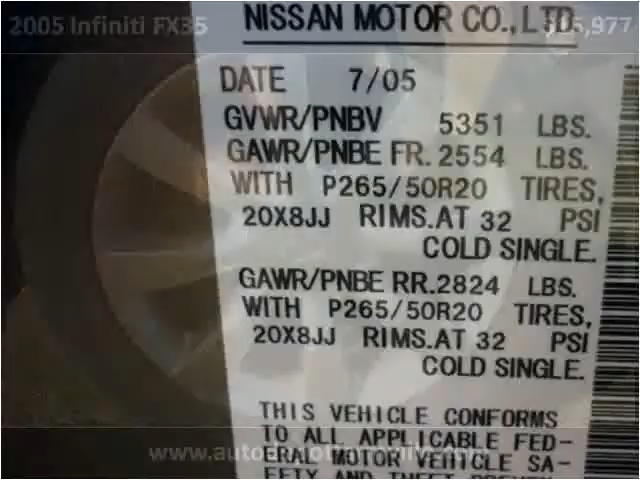 2005 Infiniti FX35
NISSAN MOTOR CO.,LTD.
DATE 7/05
GVWR/PNBV 5351 LBS.
GAWR/PNBE FR. 2554 LBS.
WITH P265/50R20 TIRES,
20X8JJ RIMS.AT 32 PSI
COLD SINGLE.
GAWR/PNBE RR.2824 LBS.
WITH P265/50R20 TIRES,
20X8JJ RIMS.AT 32 PSI
COLD SINGLE.
THIS VEHICLE CONFORMS
TO ALL APPLICABLE FED-
ERAL MOTOR VEHICLE SA-
FETY AND THEFT